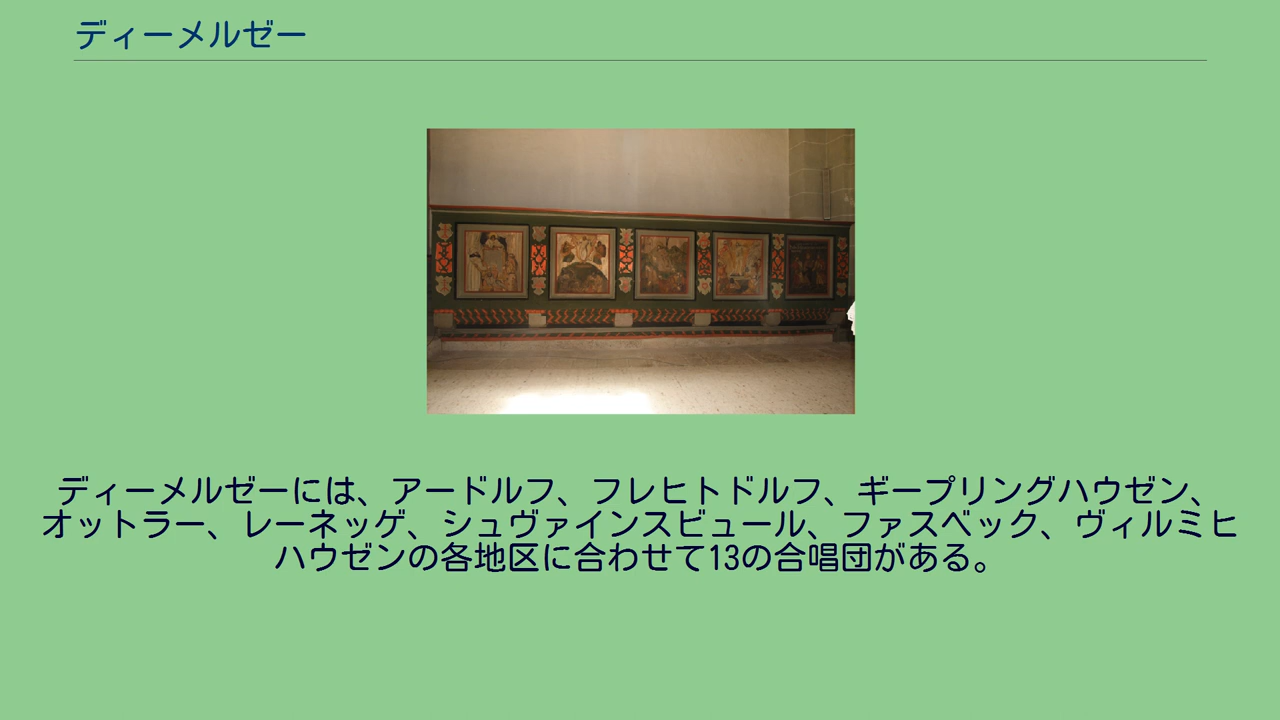 ディーメルゼー
ディーメルゼーには、アードルフ、フレヒトドルフ、ギープリングハウゼン、
オットラー、レーネッゲ、シュヴァインスビュール、ファスベック、ヴィルミヒ
ハウゼンの各地区に合わせて13の合唱団がある。